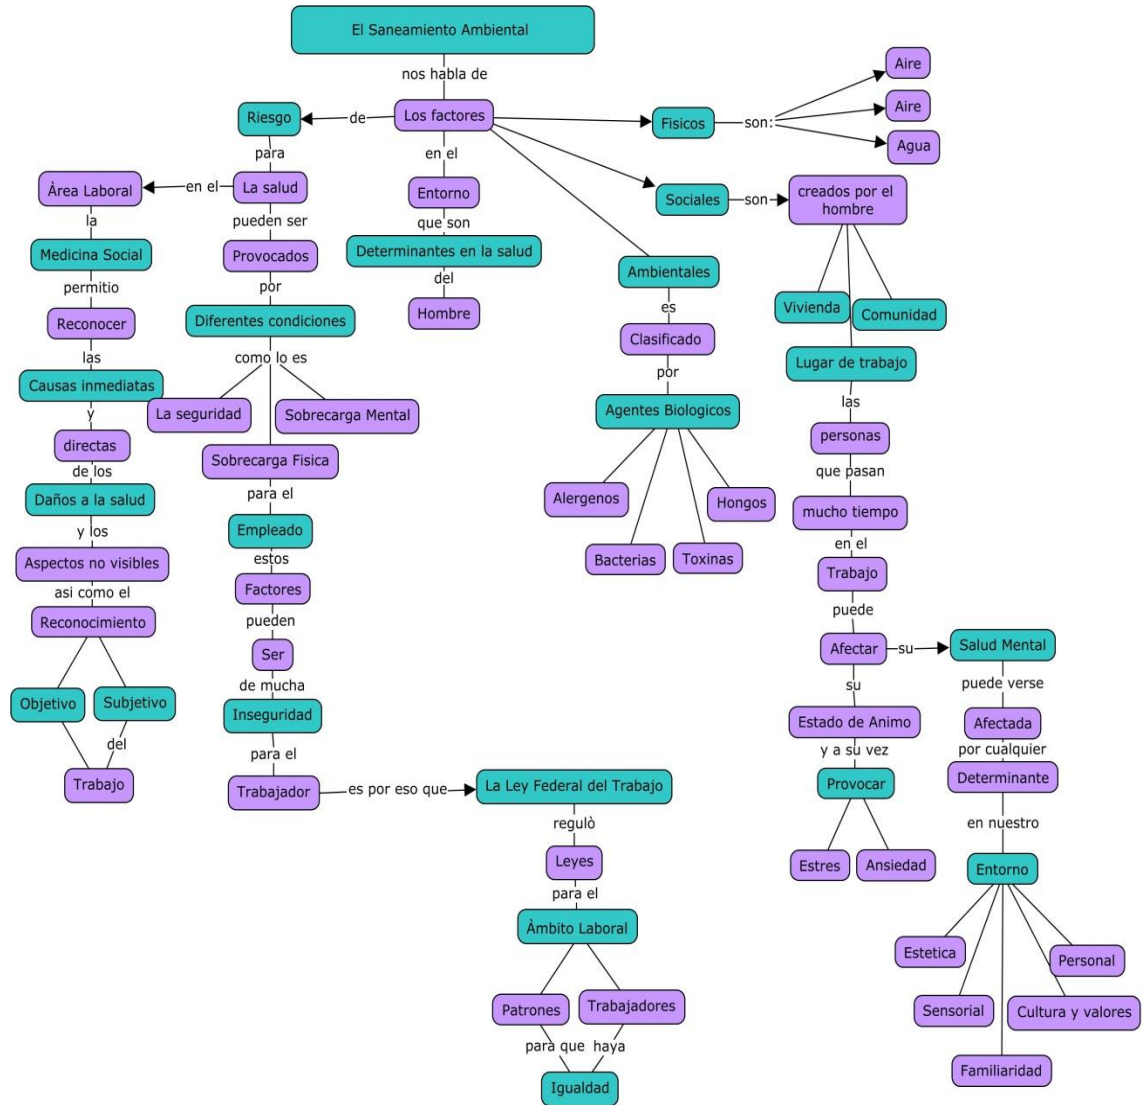 El Saneamiento Ambiental
nos habla de
Los factores
de
Riesgo
para
La salud
en el
Àrea Laboral
la
Medicina Social
permitio
Reconocer
las
Causas inmediatas
y
directas
de los
Daños a la salud
y los
Aspectos no visibles
asi como el
Reconocimiento
Objetivo
Subjetivo
del
Trabajo
pueden ser
Provocados
por
Diferentes condiciones
como lo es
La seguridad
Sobrecarga Mental
Sobrecarga Fisica
para el
Empleado
estos
Factores
pueden
Ser
de mucha
Inseguridad
para el
Trabajador
es por eso que
La Ley Federal del Trabajo
regulò
Leyes
para el
Àmbito Laboral
Patrones
Trabajadores
para que
haya
Igualdad
en el
Entorno
que son
Determinantes en la salud
del
Hombre
Fisicos
son:
Aire
Aire
Agua
Sociales
son
creados por el
hombre
Vivienda
Comunidad
Lugar de trabajo
las
personas
que pasan
mucho tiempo
en el
Trabajo
puede
Afectar
su
Salud Mental
puede verse
Afectada
por cualquier
Determinante
en nuestro
Entorno
Estetica
Sensorial
Familiaridad
Cultura y valores
Personal
su
Estado de Animo
y a su vez
Provocar
Estres
Ansiedad
Ambientales
es
Clasificado
por
Agentes Biologicos
Alergenos
Bacterias
Toxinas
Hongos